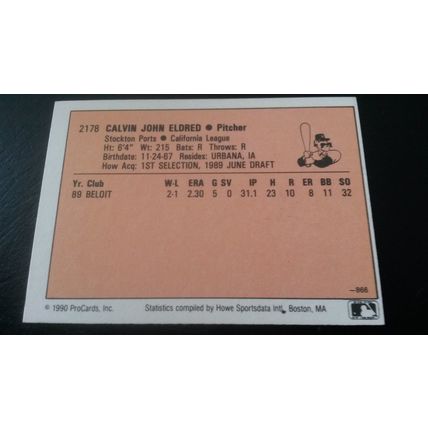 2178 CALVIN JOHN ELDRED ● Pitcher
Stockton Ports ● California League
Ht: 6'4" Wt: 215 Bats: R Throws: R
Birthdate: 11-24-67 Resides: URBANA, IA
How Acq: 1ST SELECTION, 1989 JUNE DRAFT
Yr. Club W-L ERA G SV IP H R ER BB SO
89 BELOIT 2-1 2.30 5 0 31.1 23 10 8 11 32
—866
© 1990 ProCards, Inc. Statistics compiled by Howe Sportsdata Intl., Boston, MA